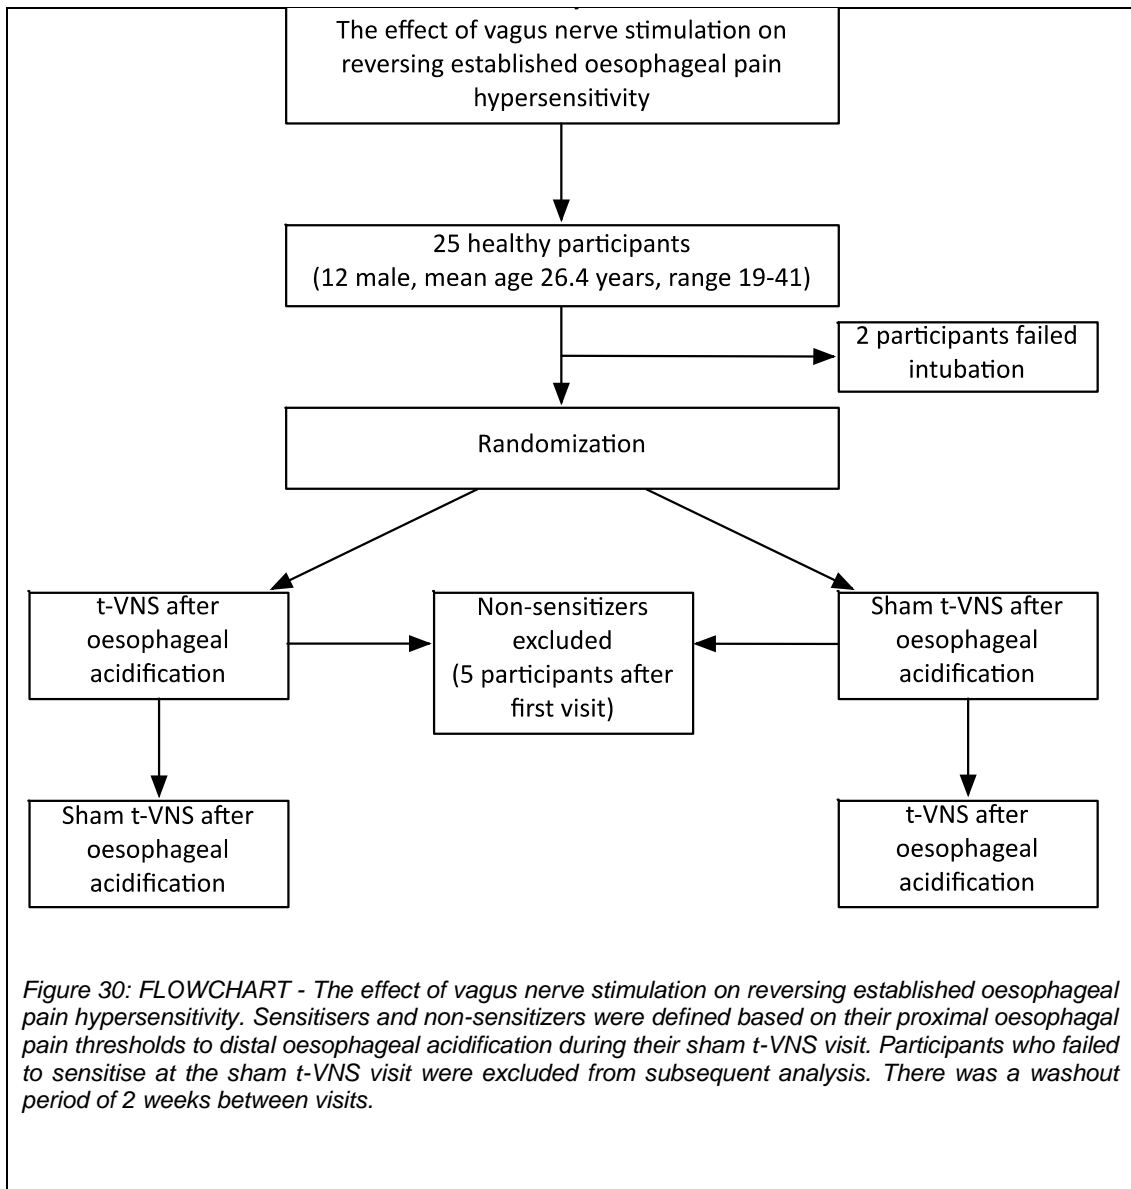 The effect of vagus nerve stimulation on
reversing established oesophageal pain
hypersensitivity
25 healthy participants
(12 male, mean age 26.4 years, range 19-41)
2 participants failed
intubation
Randomization
t-VNS after
oesophageal
acidification
Non-sensitizers
excluded
(5 participants after
first visit)
Sham t-VNS after
oesophageal
acidification
Sham t-VNS after
oesophageal
acidification
t-VNS after
oesophageal
acidification
Figure 30: FLOWCHART - The effect of vagus nerve stimulation on reversing established oesophageal
pain hypersensitivity. Sensitisers and non-sensitizers were defined based on their proximal oesophagal
pain thresholds to distal oesophageal acidification during their sham t-VNS visit. Participants who failed
to sensitise at the sham t-VNS visit were excluded from subsequent analysis. There was a washout
period of 2 weeks between visits.